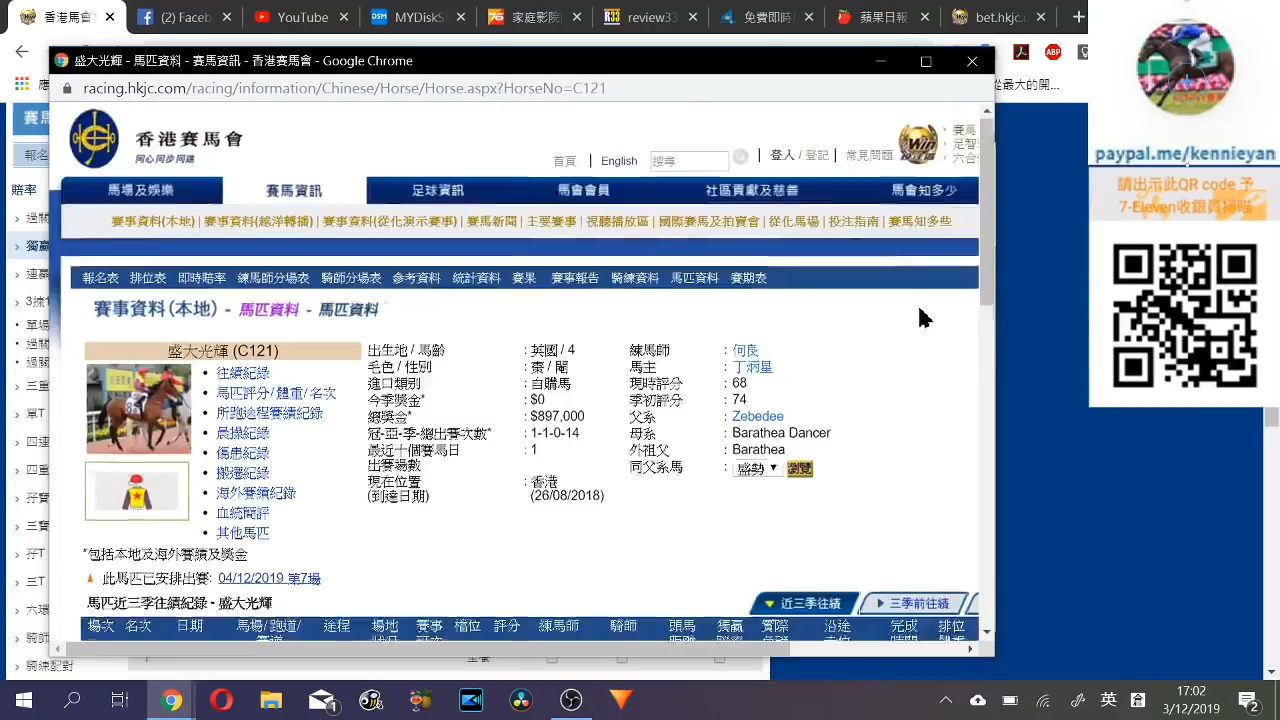 香港賽馬會
(2) Faceb
YouTube
MYDiskS
家庭影院
review33
免費即時
蘋果日報
bet.hkjc.c
盛大光輝 - 馬匹資料 - 賽馬資訊 - 香港賽馬會 - Google Chrome
ABP
racing.hkjc.com/racing/information/Chinese/Horse/Horse.aspx?HorseNo=C121
從最大的開...
香港賽馬會
同心同步同進
首頁 | English 搜尋 | 登入 / 登記 | 常見問題
馬場及娛樂 賽馬資訊 足球資訊 馬會會員 社區貢獻及慈善 馬會知多少
賽事資料(本地) | 賽事資料(越洋轉播) | 賽事資料(從化演示賽事) | 賽馬新聞 | 主要賽事 | 視聽播放區 | 國際賽馬及拍賣會 | 從化馬場 | 投注指南 | 賽馬知多些
報名表 排位表 即時賠率 練馬師分場表 騎師分場表 參考資料 統計資料 賽果 賽事報告 騎練資料 馬匹資料 賽期表
賽事資料(本地) - 馬匹資料 - 馬匹資料
盛大光輝 (C121)
往績紀錄
馬匹評分/體重/名次
所跑途程賽績紀錄
晨操紀錄
傷患紀錄
搬遷紀錄
海外賽績紀錄
血統簡評
其他馬匹
出生地 / 馬齡 : 英國 / 4
毛色 / 性別 : 棗 / 閹
進口類別 : 自購馬
今季獎金* : $0
總獎金* : $897,000
冠-亞-季-總出賽次數* : 1-1-0-14
最近十個賽馬日
出賽場數 : 1
現在位置
(到達日期) : 香港
(26/08/2018)
練馬師 : 何良
馬主 : 丁炳星
現時評分 : 68
季初評分 : 74
父系 : Zebedee
母系 : Barathea Dancer
外祖父 : Barathea
同父系馬 : 盛勢 瀏覽
*包括本地及海外賽績及獎金
此馬匹已安排出賽: 04/12/2019 第7場
馬匹近三季往績紀錄 - 盛大光輝
近三季往績 三季前往績
場次 名次 日期 馬場/跑道/ 途程 場地 賽事 檔位 評分 練馬師 騎師 頭馬 獨贏 實際 沿途 完成 排位
騎練配對
paypal.me/kennieyan
請出示此QR code 予
7-Eleven收銀員掃瞄
英
17:02
3/12/2019